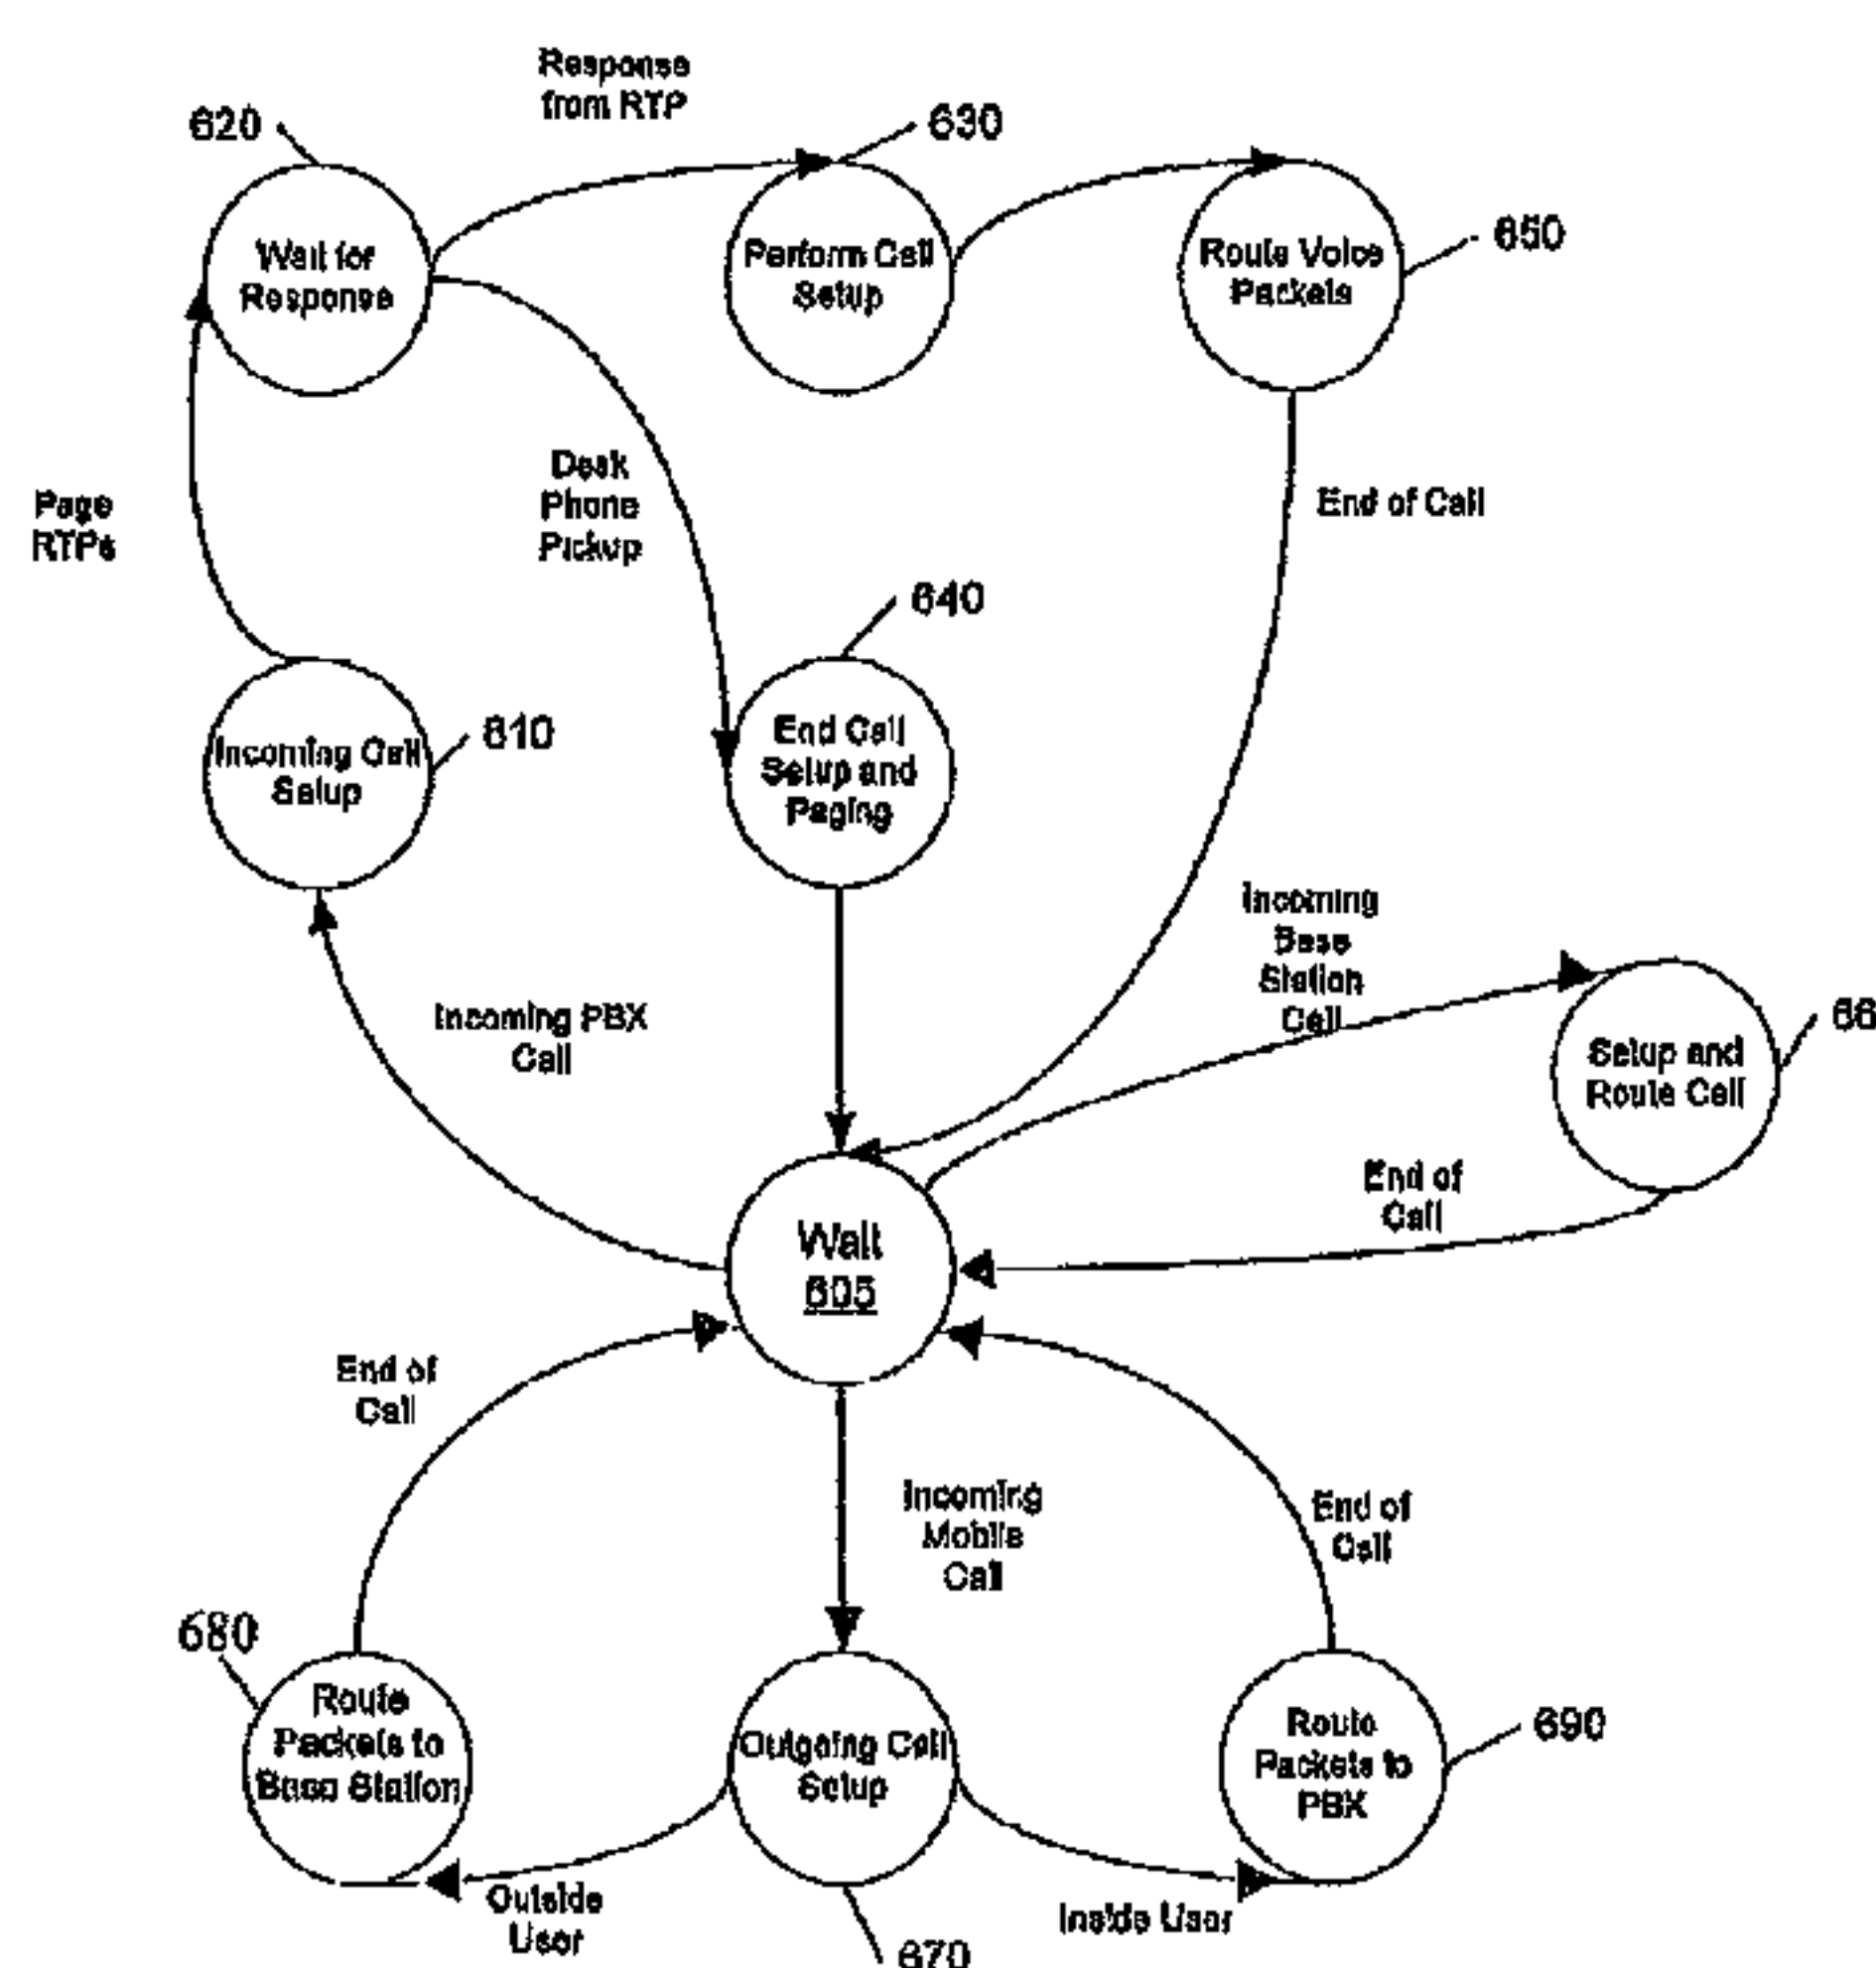 Response
from RTP
620
630
650
Wait for
Response
Perform Call
Setup
Route Voice
Packets
Page
RTPs
Desk
Phone
Pickup
End of Call
640
610
Incoming Call
Setup
End Call
Setup and
Paging
Incoming
Base
Station
Call
Incoming PBX
Call
66
Setup and
Route Call
End of
Call
Wait
605
End of
Call
Incoming
Mobile
Call
End of
Call
680
Route
Packets to
Base Station
Outgoing Call
Setup
Route
Packets to
PBX
690
Outside
User
Inside User
670